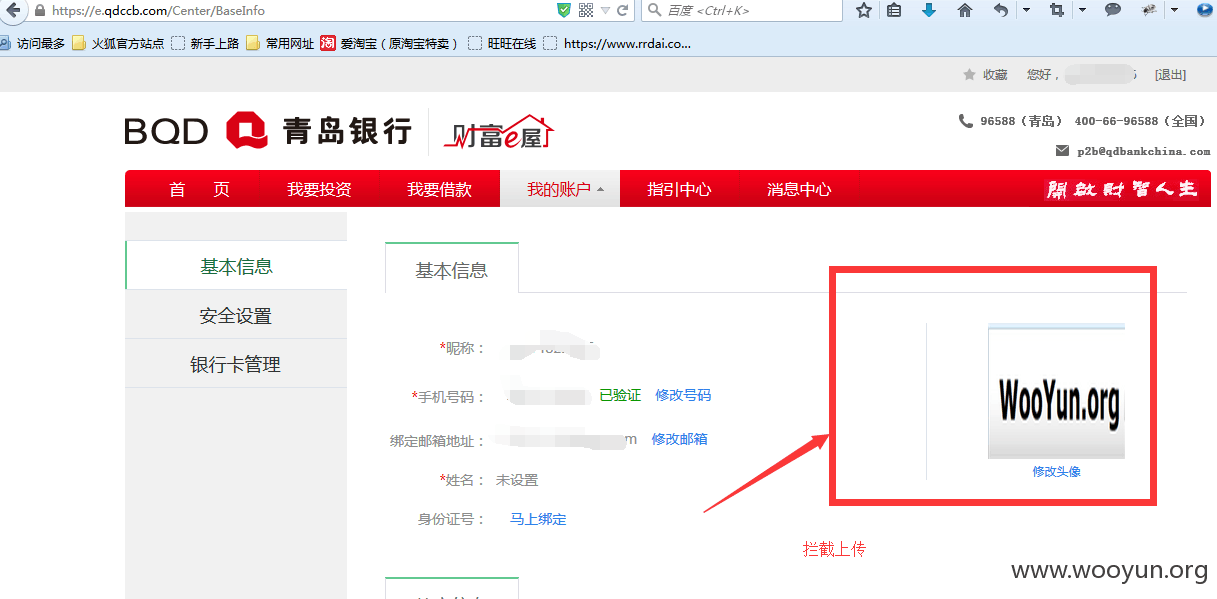 https://e.qdccb.com/Center/BaseInfo
百度 <Ctrl+K>
访问最多 火狐官方站点 新手上路 常用网址 淘 爱淘宝（原淘宝特卖） 旺旺在线 https://www.rrdai.co...
收藏 您好， [退出]
BQD 青岛银行 财富e屋
96588（青岛） 400-66-96588（全国）
p2b@qdbankchina.com
首 页 我要投资 我要借款 我的账户 指引中心 消息中心 開啟财智人生
基本信息
安全设置
银行卡管理
基本信息
*昵称：
*手机号码： 已验证 修改号码
绑定邮箱地址： m 修改邮箱
*姓名： 未设置
身份证号： 马上绑定
WooYun.org
修改头像
拦截上传
www.wooyun.org